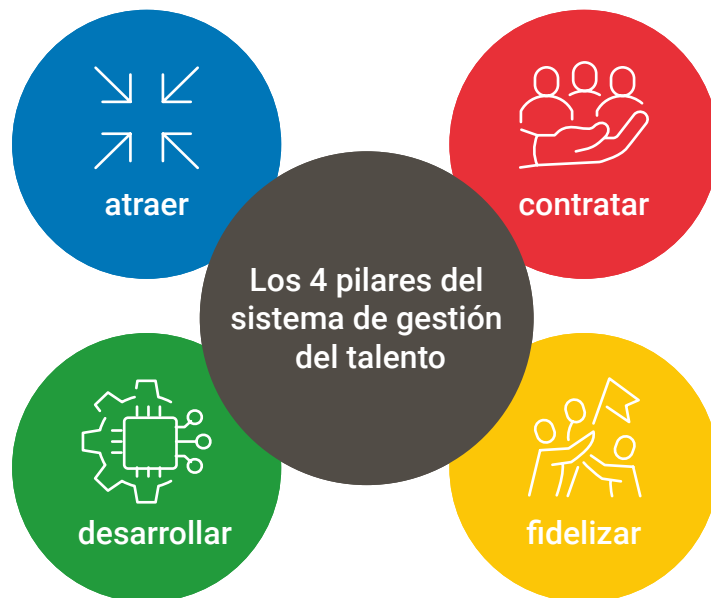 atraer
contratar
Los 4 pilares del
sistema de gestión
del talento
desarrollar
fidelizar